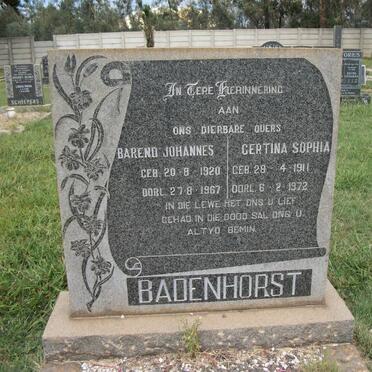 In Tere Herinnering
AAN
ONS DIERBARE OUERS
BAREND JOHANNES GERTINA SOPHIA
GEB. 20-8-1920 GEB. 29-4-1911
OORL. 27-8-1967 OORL. 6-2-1972
IN DIE LEWE HET ONS U LIEF
GEHAD IN DIE DOOD SAL ONS U
ALTYD BEMIN.
BADENHORST